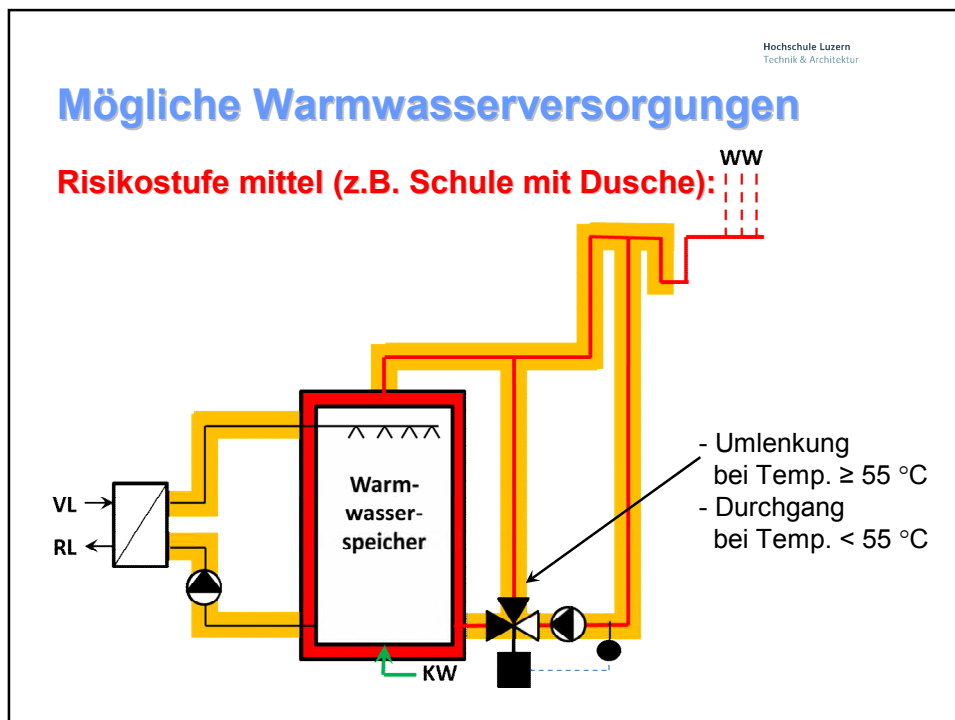 Hochschule Luzern
Technik & Architektur
Mögliche Warmwasserversorgungen
WW
Risikostufe mittel (z.B. Schule mit Dusche):
- Umlenkung
bei Temp. ≥ 55 °C
- Durchgang
bei Temp. < 55 °C
Warm-
wasser-
speicher
VL
RL
KW